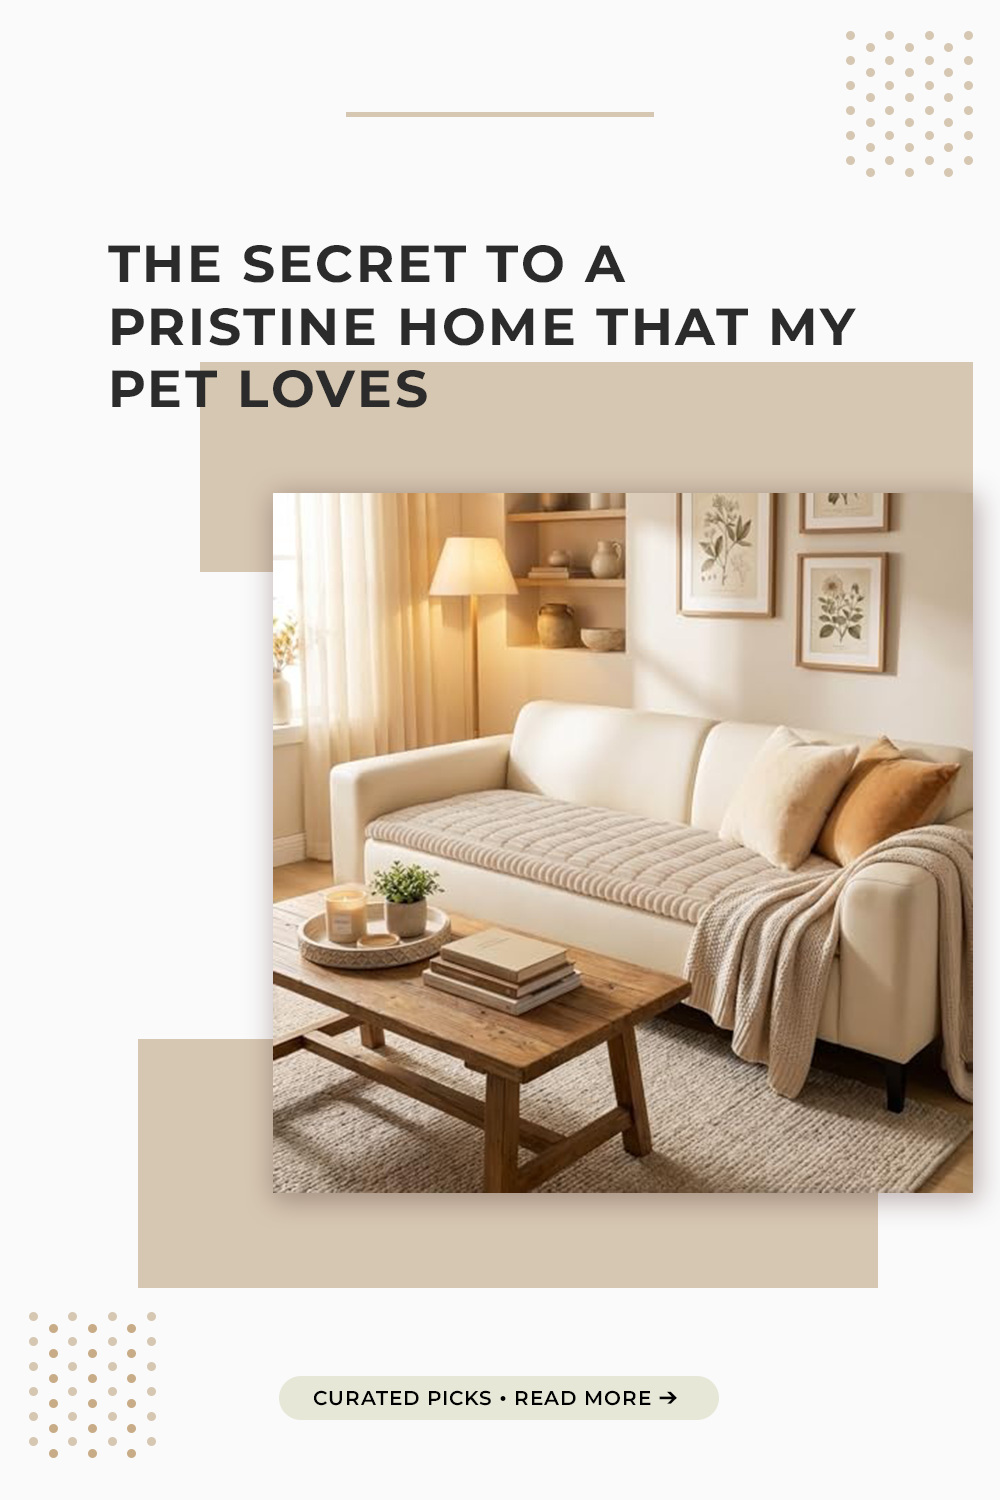 THE SECRET TO A
PRISTINE HOME THAT MY
PET LOVES
CURATED PICKS • READ MORE →